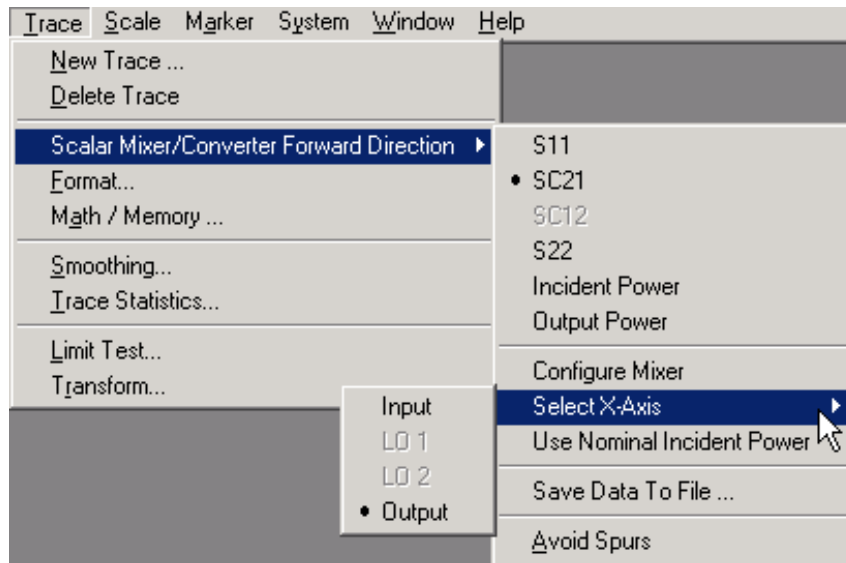 Trace Scale Marker System Window Help
New Trace ...
Delete Trace
Scalar Mixer/Converter Forward Direction
Format...
Math / Memory ...
Smoothing...
Trace Statistics...
Limit Test...
Transform...
S11
• SC21
SC12
S22
Incident Power
Output Power
Configure Mixer
Select X-Axis
Use Nominal Incident Power
Save Data To File ...
Avoid Spurs
Input
LO 1
LO 2
• Output